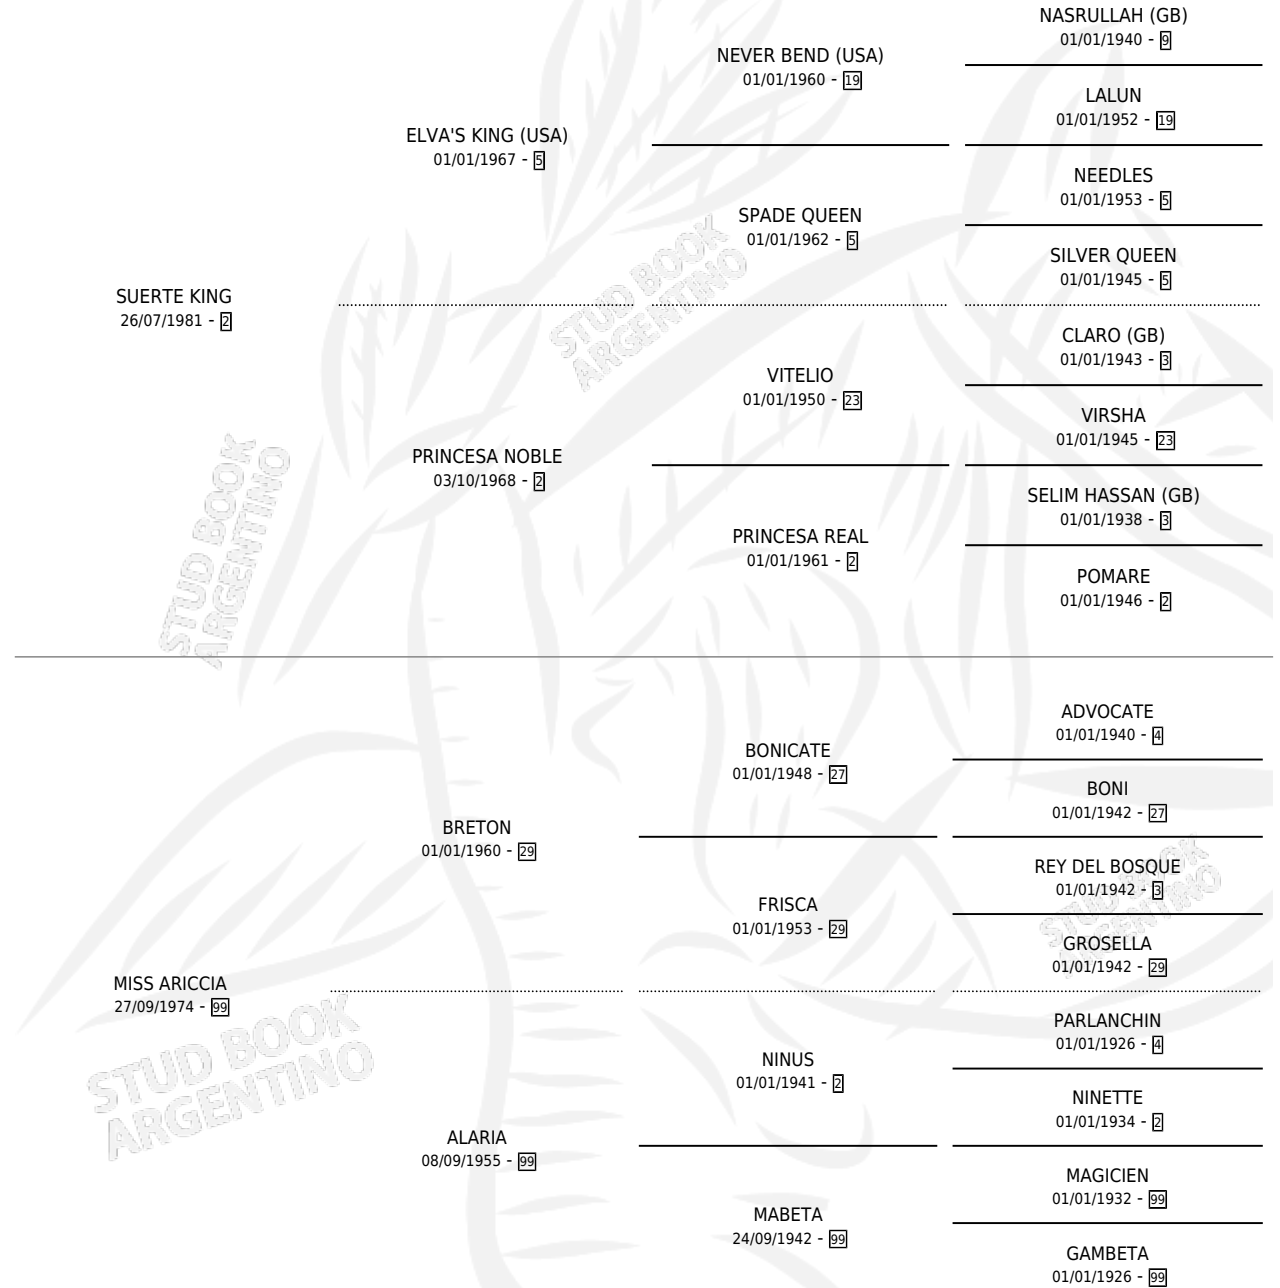 NASRULLAH (GB)
01/01/1940 - 9
NEVER BEND (USA)
01/01/1960 - 19
LALUN
01/01/1952 - 19
ELVA'S KING (USA)
01/01/1967 - 5
NEEDLES
01/01/1953 - 5
SPADE QUEEN
01/01/1962 - 5
SILVER QUEEN
01/01/1945 - 5
SUERTE KING
26/07/1981 - 2
CLARO (GB)
01/01/1943 - 3
VITELIO
01/01/1950 - 23
VIRSHA
01/01/1945 - 23
PRINCESA NOBLE
03/10/1968 - 2
SELIM HASSAN (GB)
01/01/1938 - 3
PRINCESA REAL
01/01/1961 - 2
POMARE
01/01/1946 - 2
ADVOCATE
01/01/1940 - 4
BONICATE
01/01/1948 - 27
BONI
01/01/1942 - 27
BRETON
01/01/1960 - 29
REY DEL BOSQUE
01/01/1942 - 3
FRISCA
01/01/1953 - 29
GROSELLA
01/01/1942 - 29
MISS ARICCIA
27/09/1974 - 99
PARLANCHIN
01/01/1926 - 4
NINUS
01/01/1941 - 2
NINETTE
01/01/1934 - 2
ALARIA
08/09/1955 - 99
MAGICIEN
01/01/1932 - 99
MABETA
24/09/1942 - 99
GAMBETA
01/01/1926 - 99
STUD BOOK
ARGENTINO
STUD BOOK
ARGENTINO
STUD BOOK
ARGENTINO
STUD BOOK
ARGENTINO